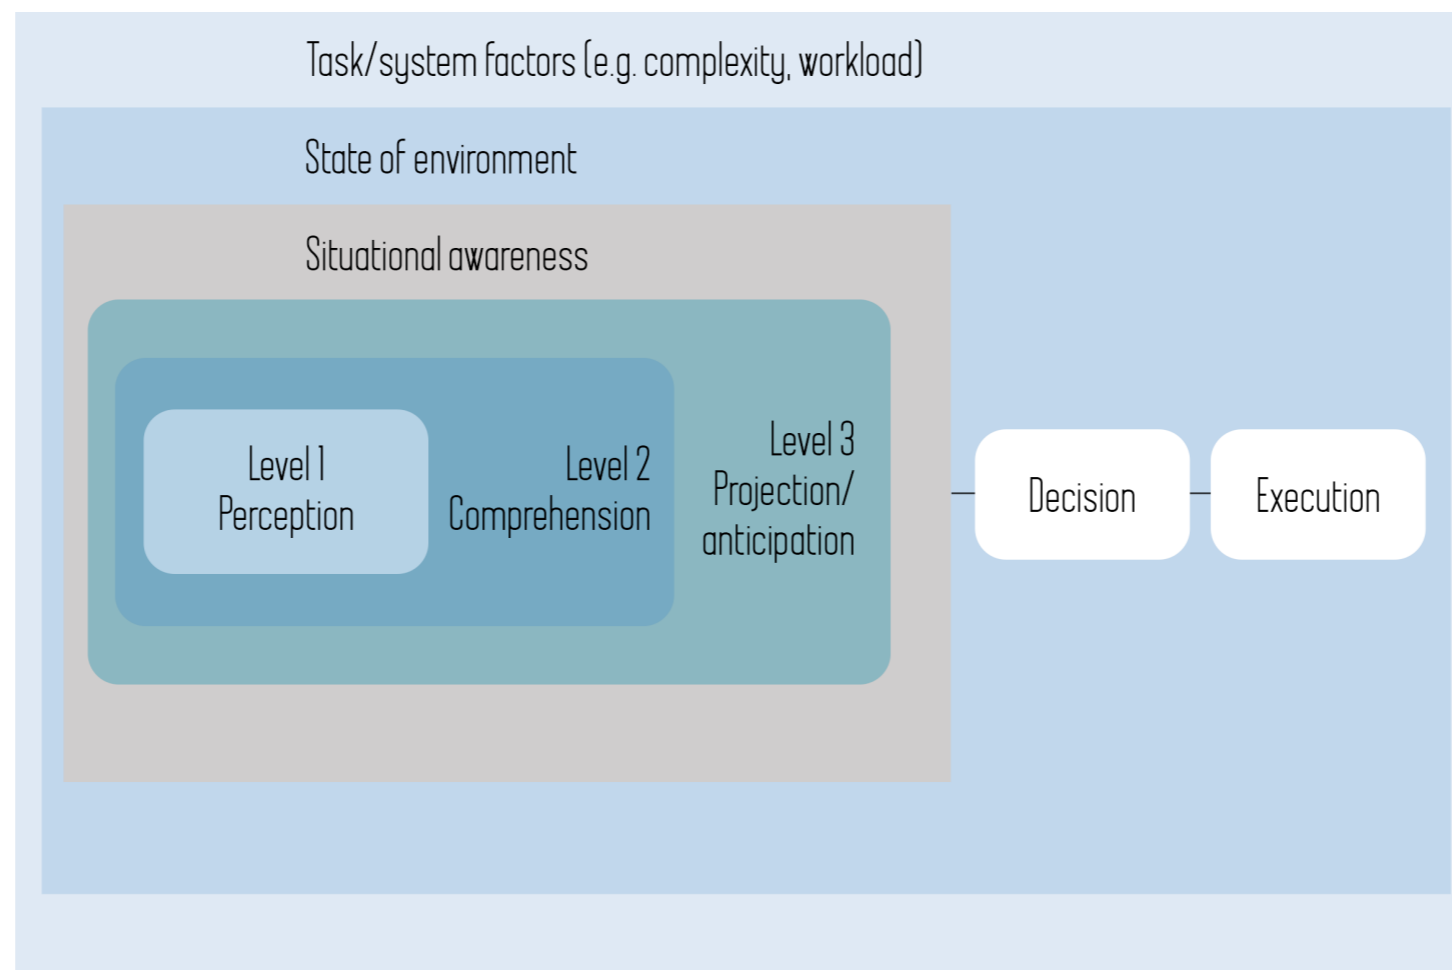 Task/system factors (e.g. complexity, workload)
State of environment
Situational awareness
Level 1
Perception
Level 2
Comprehension
Level 3
Projection/
anticipation
Decision
Execution